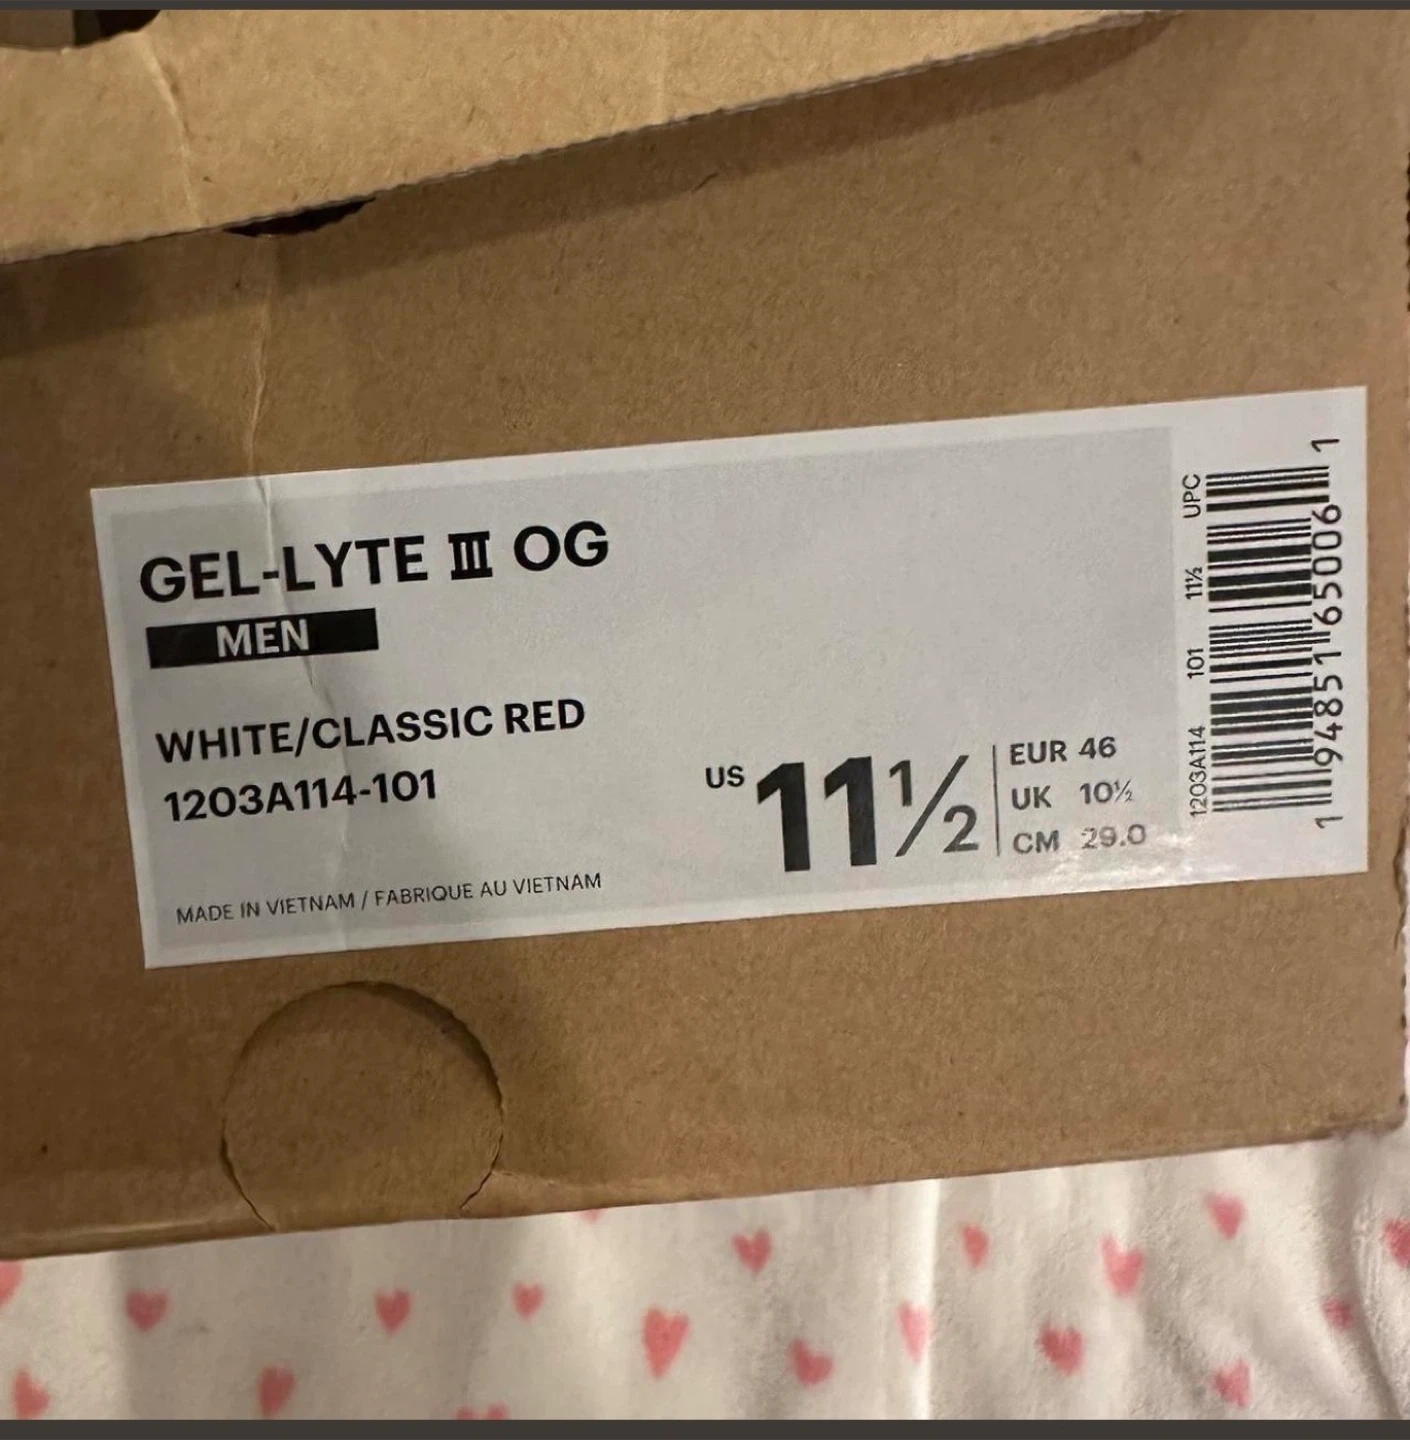 GEL-LYTE III OG
MEN
WHITE/CLASSIC RED
1203A114-101
MADE IN VIETNAM / FABRIQUE AU VIETNAM
US 11½
EUR 46
UK 10½
CM 29.0
1203A114 101 11½ UPC
1 94851 65006 1